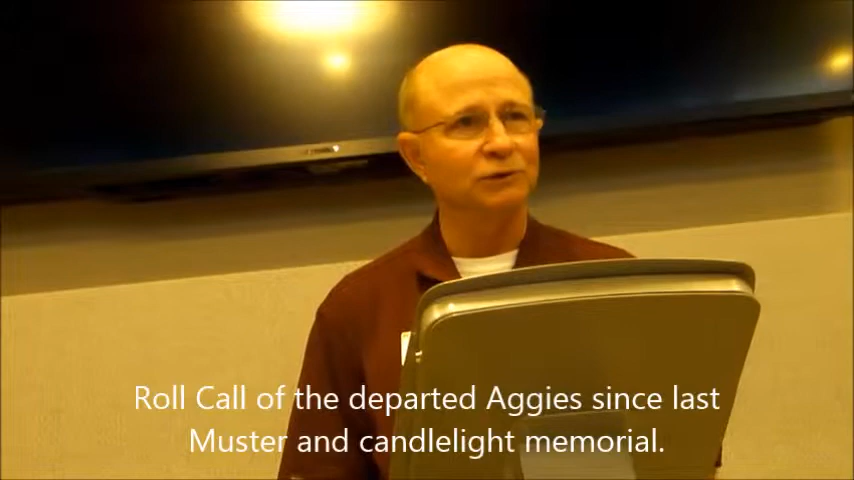 Roll Call of the departed Aggies since last
Muster and candlelight memorial.